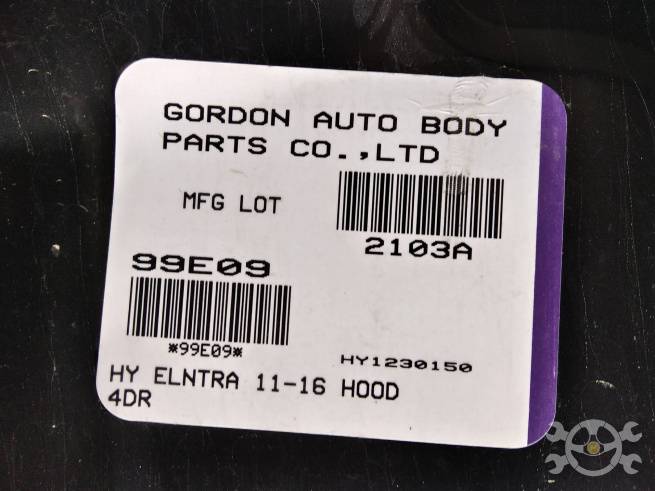 GORDON AUTO BODY
PARTS CO.,LTD
MFG LOT
2103A
99E09
*99E09*
HY1230150
HY ELNTRA 11-16 HOOD
4DR